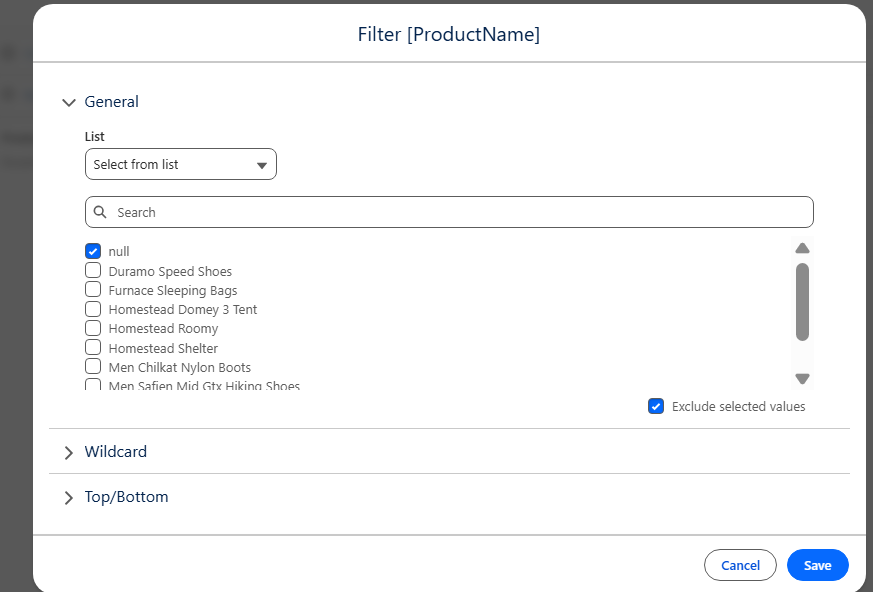 Filter [ProductName]
General
List
Select from list
Search
null
Duramo Speed Shoes
Furnace Sleeping Bags
Homestead Domey 3 Tent
Homestead Roomy
Homestead Shelter
Men Chilkat Nylon Boots
Men Safien Mid Gtx Hiking Shoes
Exclude selected values
Wildcard
Top/Bottom
Cancel
Save